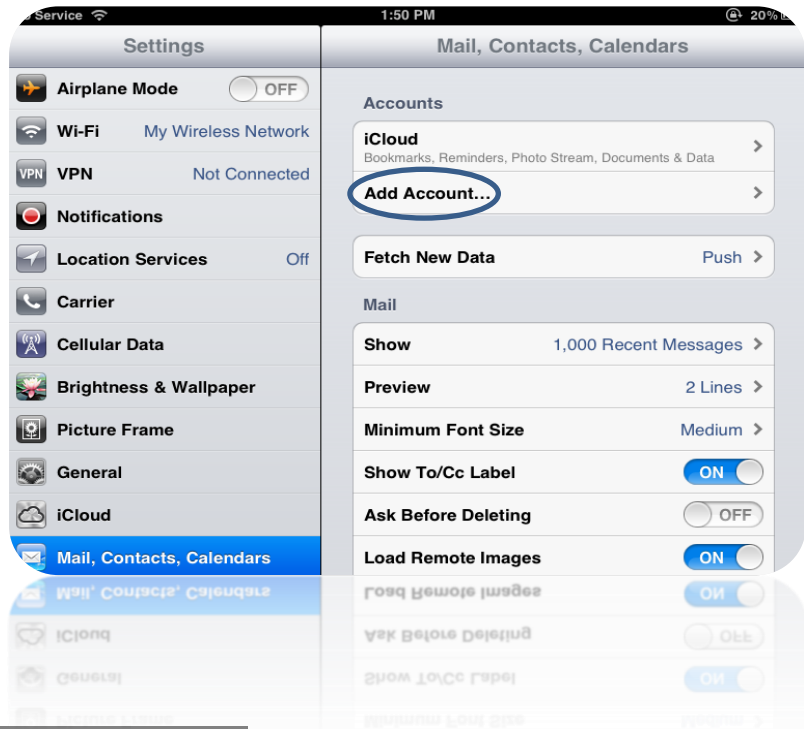 Service 1:50 PM 20%
Settings
Mail, Contacts, Calendars
Airplane Mode OFF
Wi-Fi My Wireless Network
VPN VPN Not Connected
Notifications
Location Services Off
Carrier
Cellular Data
Brightness & Wallpaper
Picture Frame
General
iCloud
Mail, Contacts, Calendars
Accounts
iCloud
Bookmarks, Reminders, Photo Stream, Documents & Data
Add Account...
Fetch New Data Push
Mail
Show 1,000 Recent Messages
Preview 2 Lines
Minimum Font Size Medium
Show To/Cc Label ON
Ask Before Deleting OFF
Load Remote Images ON